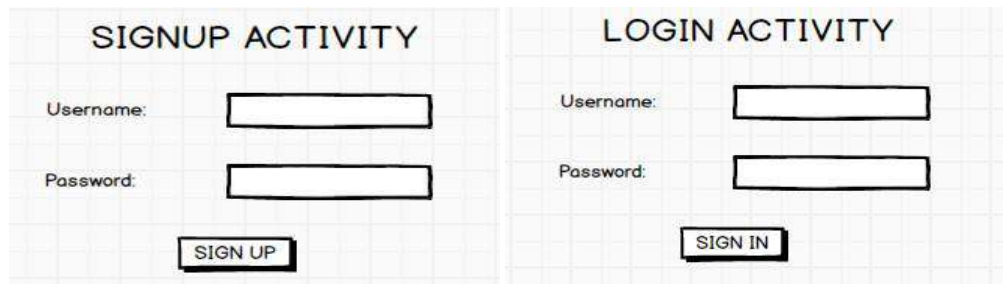 SIGNUP ACTIVITY
Username:
Password:
SIGN UP
LOGIN ACTIVITY
Username:
Password:
SIGN IN